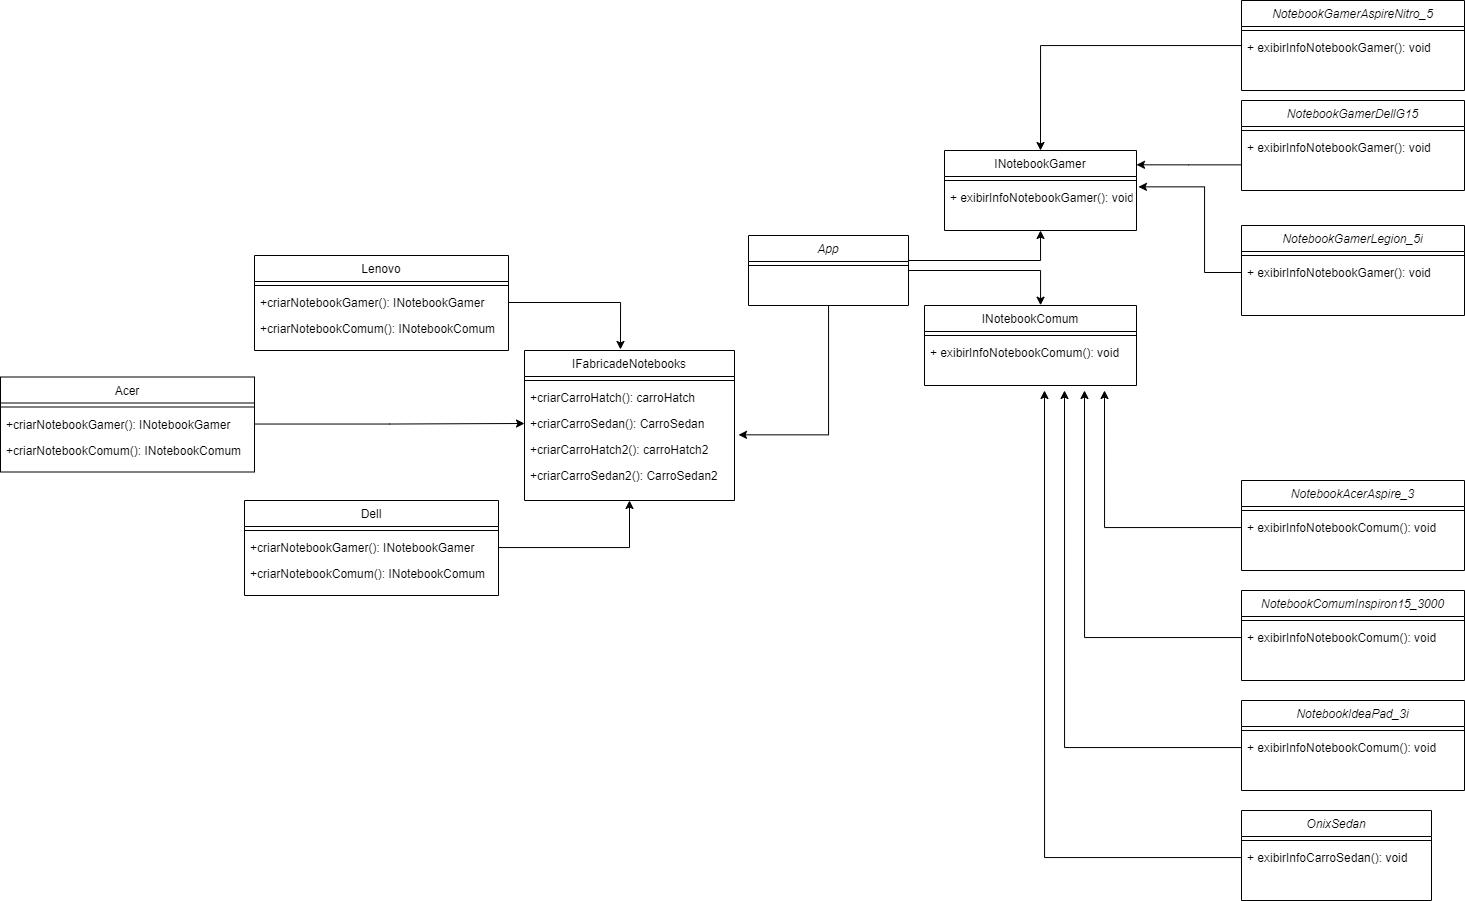 NotebookGamerAspireNitro_5
+ exibirInfoNotebookGamer(): void
NotebookGamerDellG15
+ exibirInfoNotebookGamer(): void
INotebookGamer
+ exibirInfoNotebookGamer(): void
NotebookGamerLegion_5i
+ exibirInfoNotebookGamer(): void
App
Lenovo
+criarNotebookGamer(): INotebookGamer
+criarNotebookComum(): INotebookComum
INotebookComum
+ exibirInfoNotebookComum(): void
IFabricadeNotebooks
+criarCarroHatch(): carroHatch
+criarCarroSedan(): CarroSedan
+criarCarroHatch2(): carroHatch2
+criarCarroSedan2(): CarroSedan2
Acer
+criarNotebookGamer(): INotebookGamer
+criarNotebookComum(): INotebookComum
Dell
+criarNotebookGamer(): INotebookGamer
+criarNotebookComum(): INotebookComum
NotebookAcerAspire_3
+ exibirInfoNotebookComum(): void
NotebookComumInspiron15_3000
+ exibirInfoNotebookComum(): void
NotebookIdeaPad_3i
+ exibirInfoNotebookComum(): void
OnixSedan
+ exibirInfoCarroSedan(): void